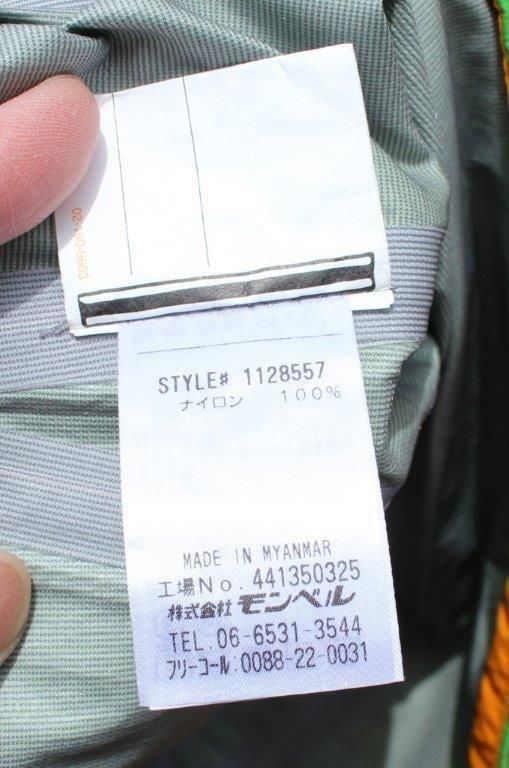 STYLE# 1128557
ナイロン 100%
MADE IN MYANMAR
工場No. 441350325
株式会社 モンベル
TEL. 06-6531-3544
フリーコール:0088-22-0031